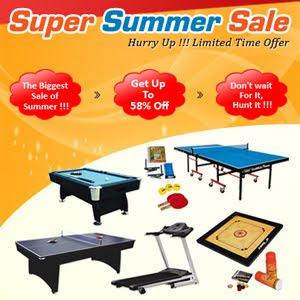 Super Summer Sale
Hurry Up !!! Limited Time Offer
The Biggest
Sale of
Summer !!!
Get Up
To
58% Off
Don't wait
For It,
Hunt It !!!